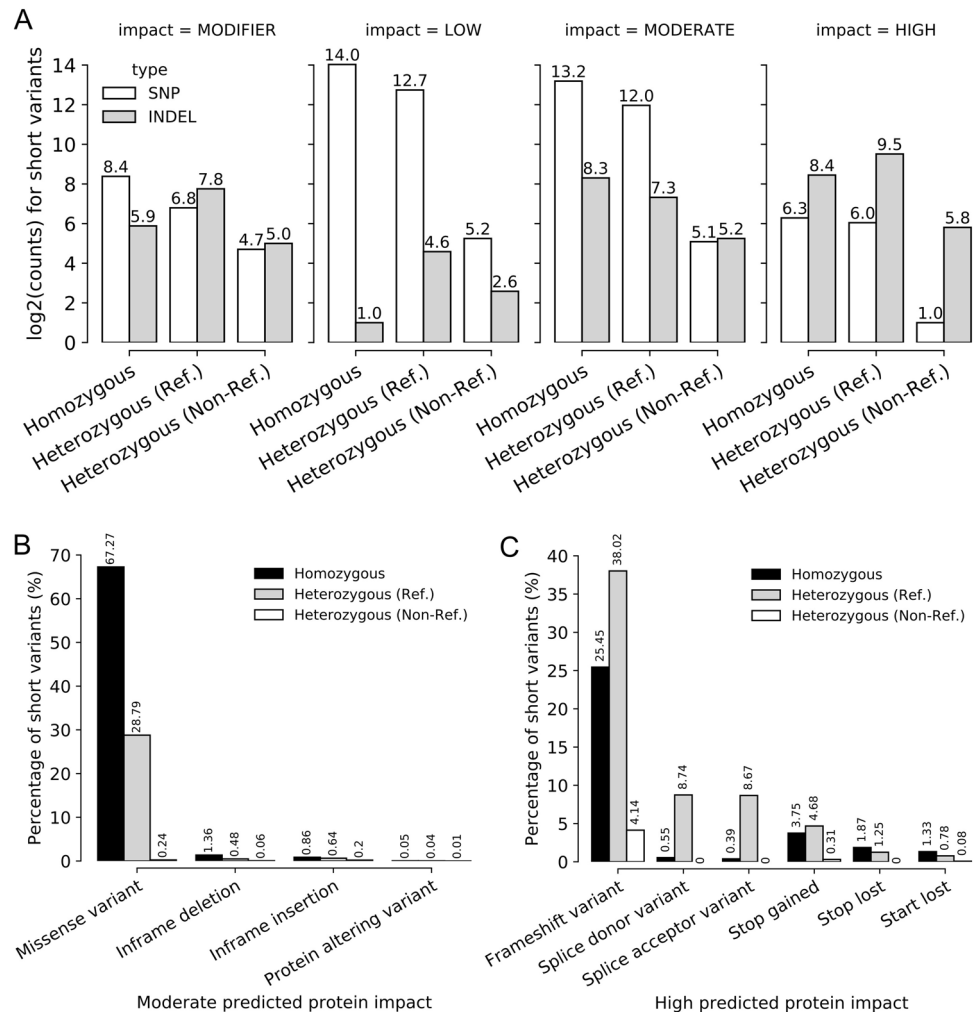 A
impact = MODIFIER
impact = LOW
impact = MODERATE
impact = HIGH
log2(counts) for short variants
14
12
10
8
6
4
2
0
type
SNP
INDEL
8.4
5.9
6.8
7.8
4.7
5.0
14.0
1.0
12.7
4.6
5.2
2.6
13.2
8.3
12.0
7.3
5.1
5.2
6.3
8.4
6.0
9.5
1.0
5.8
Homozygous
Heterozygous (Ref.)
Heterozygous (Non-Ref.)
Homozygous
Heterozygous (Ref.)
Heterozygous (Non-Ref.)
Homozygous
Heterozygous (Ref.)
Heterozygous (Non-Ref.)
Homozygous
Heterozygous (Ref.)
Heterozygous (Non-Ref.)
B
Percentage of short variants (%)
70
60
50
40
30
20
10
0
Homozygous
Heterozygous (Ref.)
Heterozygous (Non-Ref.)
67.27
28.79
0.24
1.36
0.48
0.06
0.86
0.64
0.2
0.05
0.04
0.01
Missense variant
Inframe deletion
Inframe insertion
Protein altering variant
Moderate predicted protein impact
C
Percentage of short variants (%)
40
35
30
25
20
15
10
5
0
Homozygous
Heterozygous (Ref.)
Heterozygous (Non-Ref.)
25.45
38.02
4.14
0.55
8.74
0
0.39
8.67
0
3.75
4.68
0.31
1.87
1.25
0
1.33
0.78
0.08
Frameshift variant
Splice donor variant
Splice acceptor variant
Stop gained
Stop lost
Start lost
High predicted protein impact